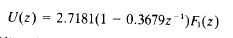 U(z) = 2.7181(1 − 0.3679z⁻¹)F₁(z)